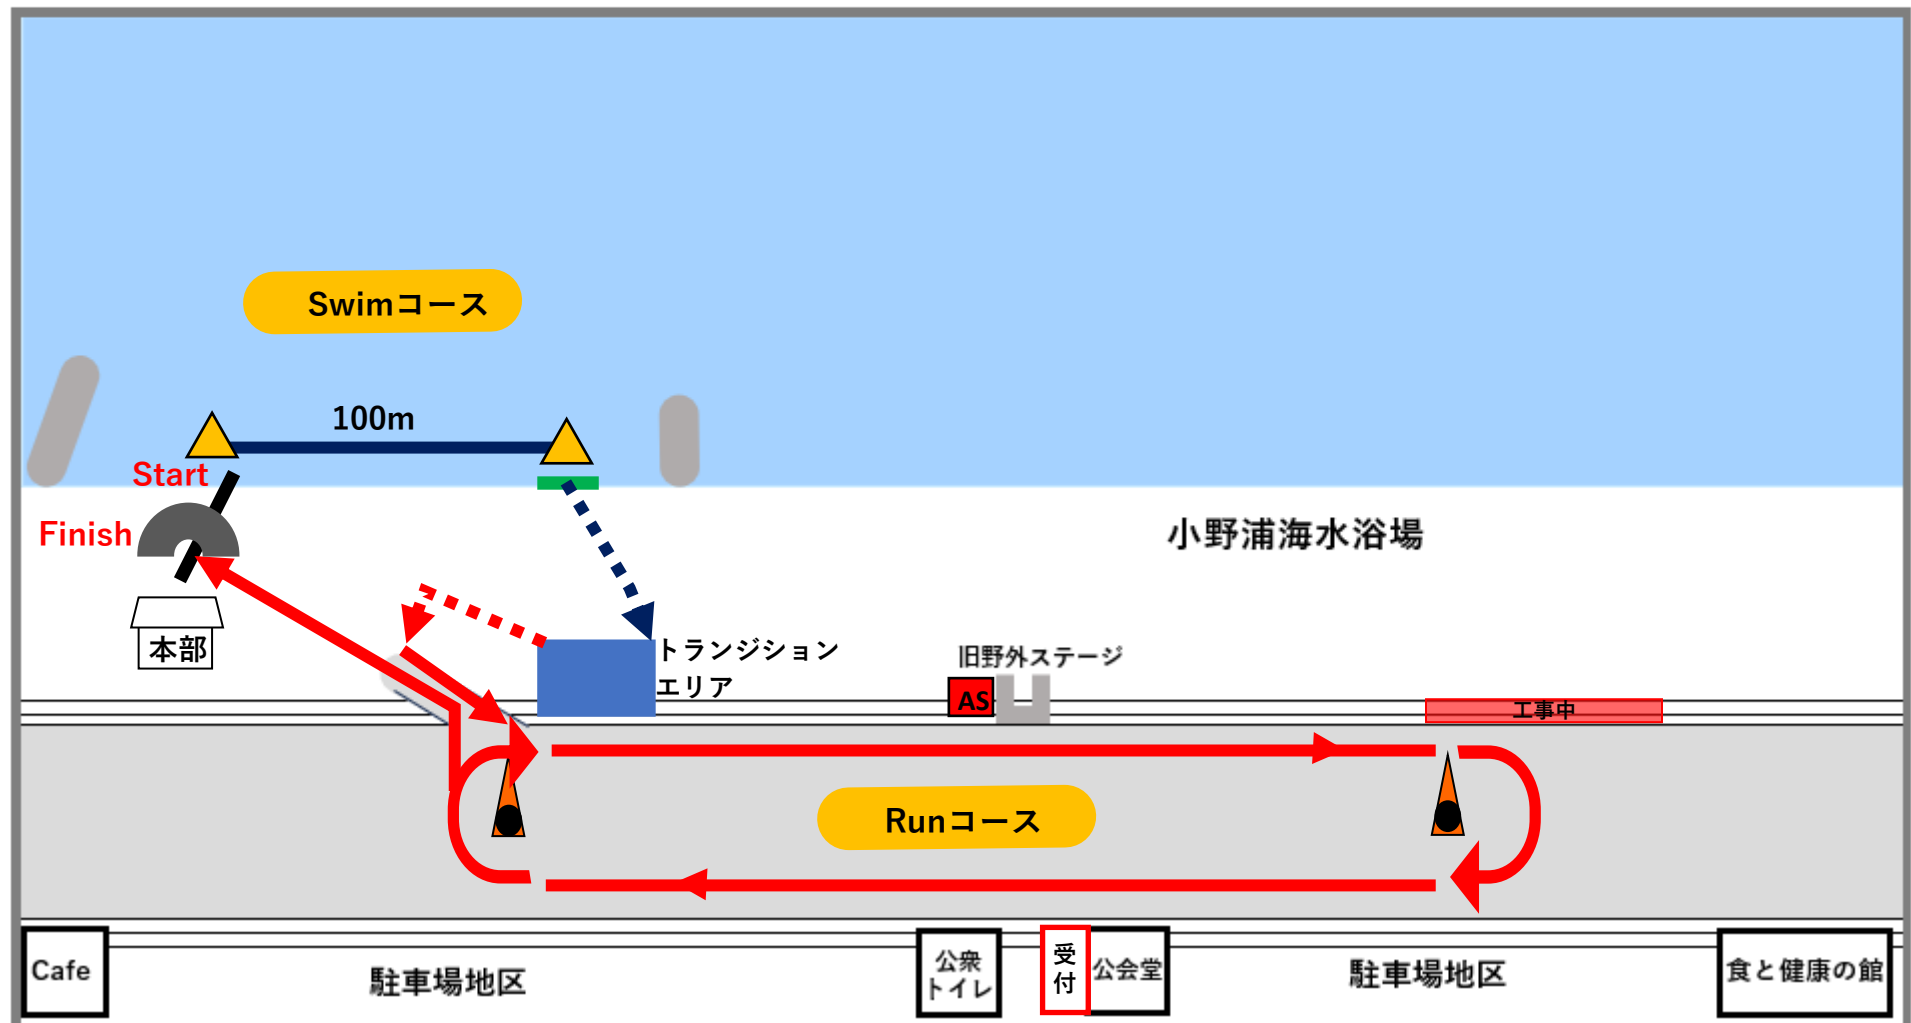 Swimコース
100m
Start
Finish
小野浦海水浴場
本部
トランジション
エリア
旧野外ステージ
AS
工事中
Runコース
Cafe
駐車場地区
公衆
トイレ
受
付
公会堂
駐車場地区
食と健康の館